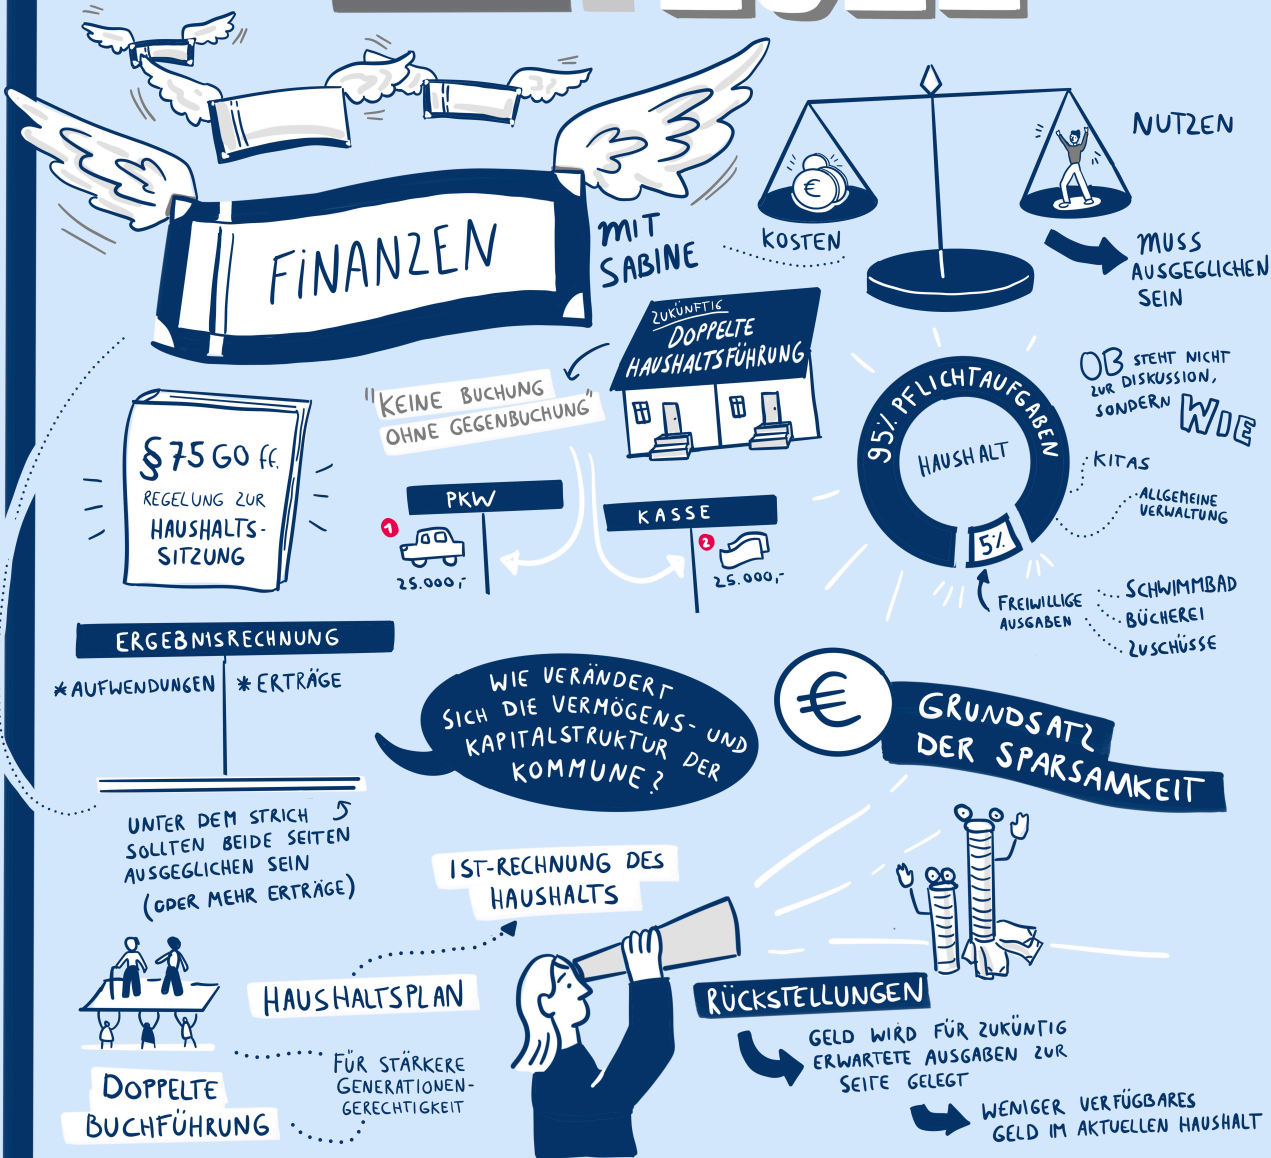 FINANZEN
MIT
SABINE
€
KOSTEN
NUTZEN
MUSS
AUSGEGLICHEN
SEIN
ZUKÜNFTIG
DOPPELTE
HAUSHALTSFÜHRUNG
"KEINE BUCHUNG
OHNE GEGENBUCHUNG"
§75 GO ff.
REGELUNG ZUR
HAUSHALTS-
SITZUNG
PKW
1
25.000,-
KASSE
2
25.000,-
95% PFLICHTAUFGABEN
HAUSHALT
5%
OB STEHT NICHT
ZUR DISKUSSION,
SONDERN WIE
KITAS
ALLGEMEINE
VERWALTUNG
FREIWILLIGE
AUSGABEN
SCHWIMMBAD
BÜCHEREI
ZUSCHÜSSE
ERGEBNISRECHNUNG
*AUFWENDUNGEN
*ERTRÄGE
UNTER DEM STRICH
SOLLTEN BEIDE SEITEN
AUSGEGLICHEN SEIN
(ODER MEHR ERTRÄGE)
WIE VERÄNDERT
SICH DIE VERMÖGENS- UND
KAPITALSTRUKTUR DER
KOMMUNE?
€
GRUNDSATZ
DER SPARSAMKEIT
IST-RECHNUNG DES
HAUSHALTS
HAUSHALTSPLAN
DOPPELTE
BUCHFÜHRUNG
FÜR STÄRKERE
GENERATIONEN-
GERECHTIGKEIT
RÜCKSTELLUNGEN
GELD WIRD FÜR ZUKÜNTIG
ERWARTETE AUSGABEN ZUR
SEITE GELEGT
WENIGER VERFÜGBARES
GELD IM AKTUELLEN HAUSHALT